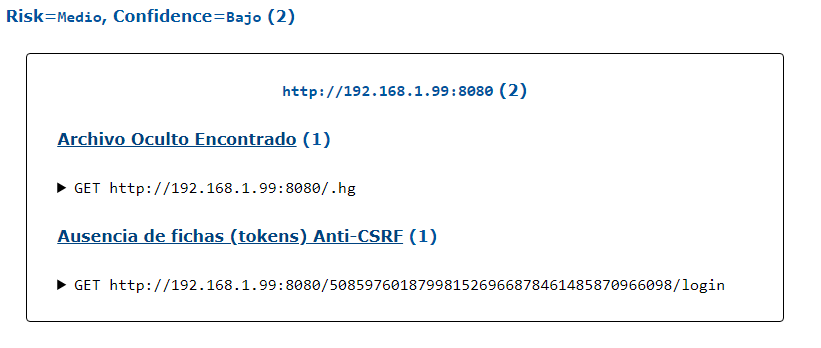 Risk=Medio, Confidence=Bajo (2)
http://192.168.1.99:8080 (2)
Archivo Oculto Encontrado (1)
▶ GET http://192.168.1.99:8080/.hg
Ausencia de fichas (tokens) Anti-CSRF (1)
▶ GET http://192.168.1.99:8080/5085976018799815269668784614858709660​98/login